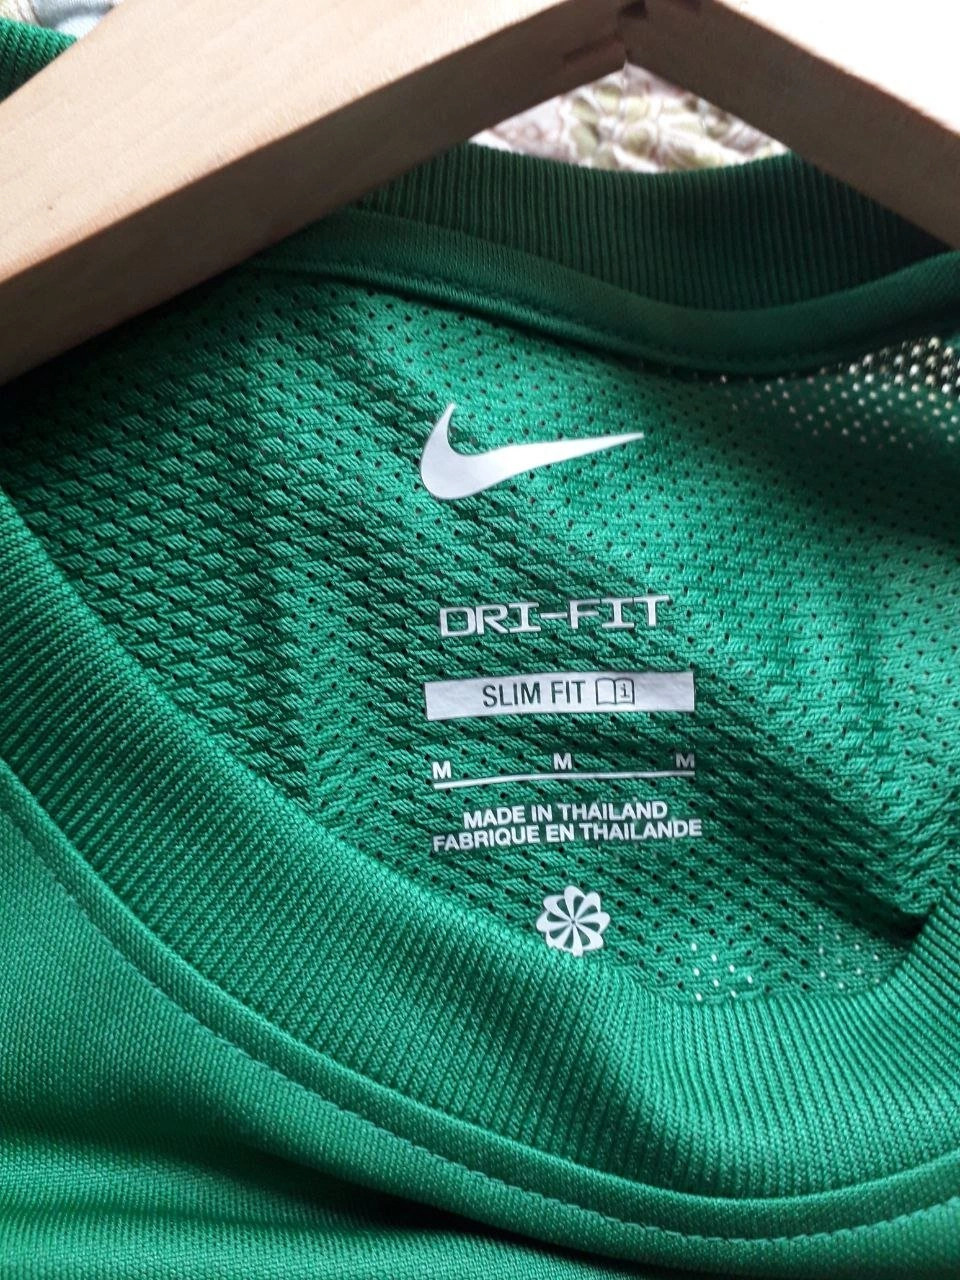 DRI-FIT
SLIM FIT
M M M
MADE IN THAILAND
FABRIQUE EN THAILANDE